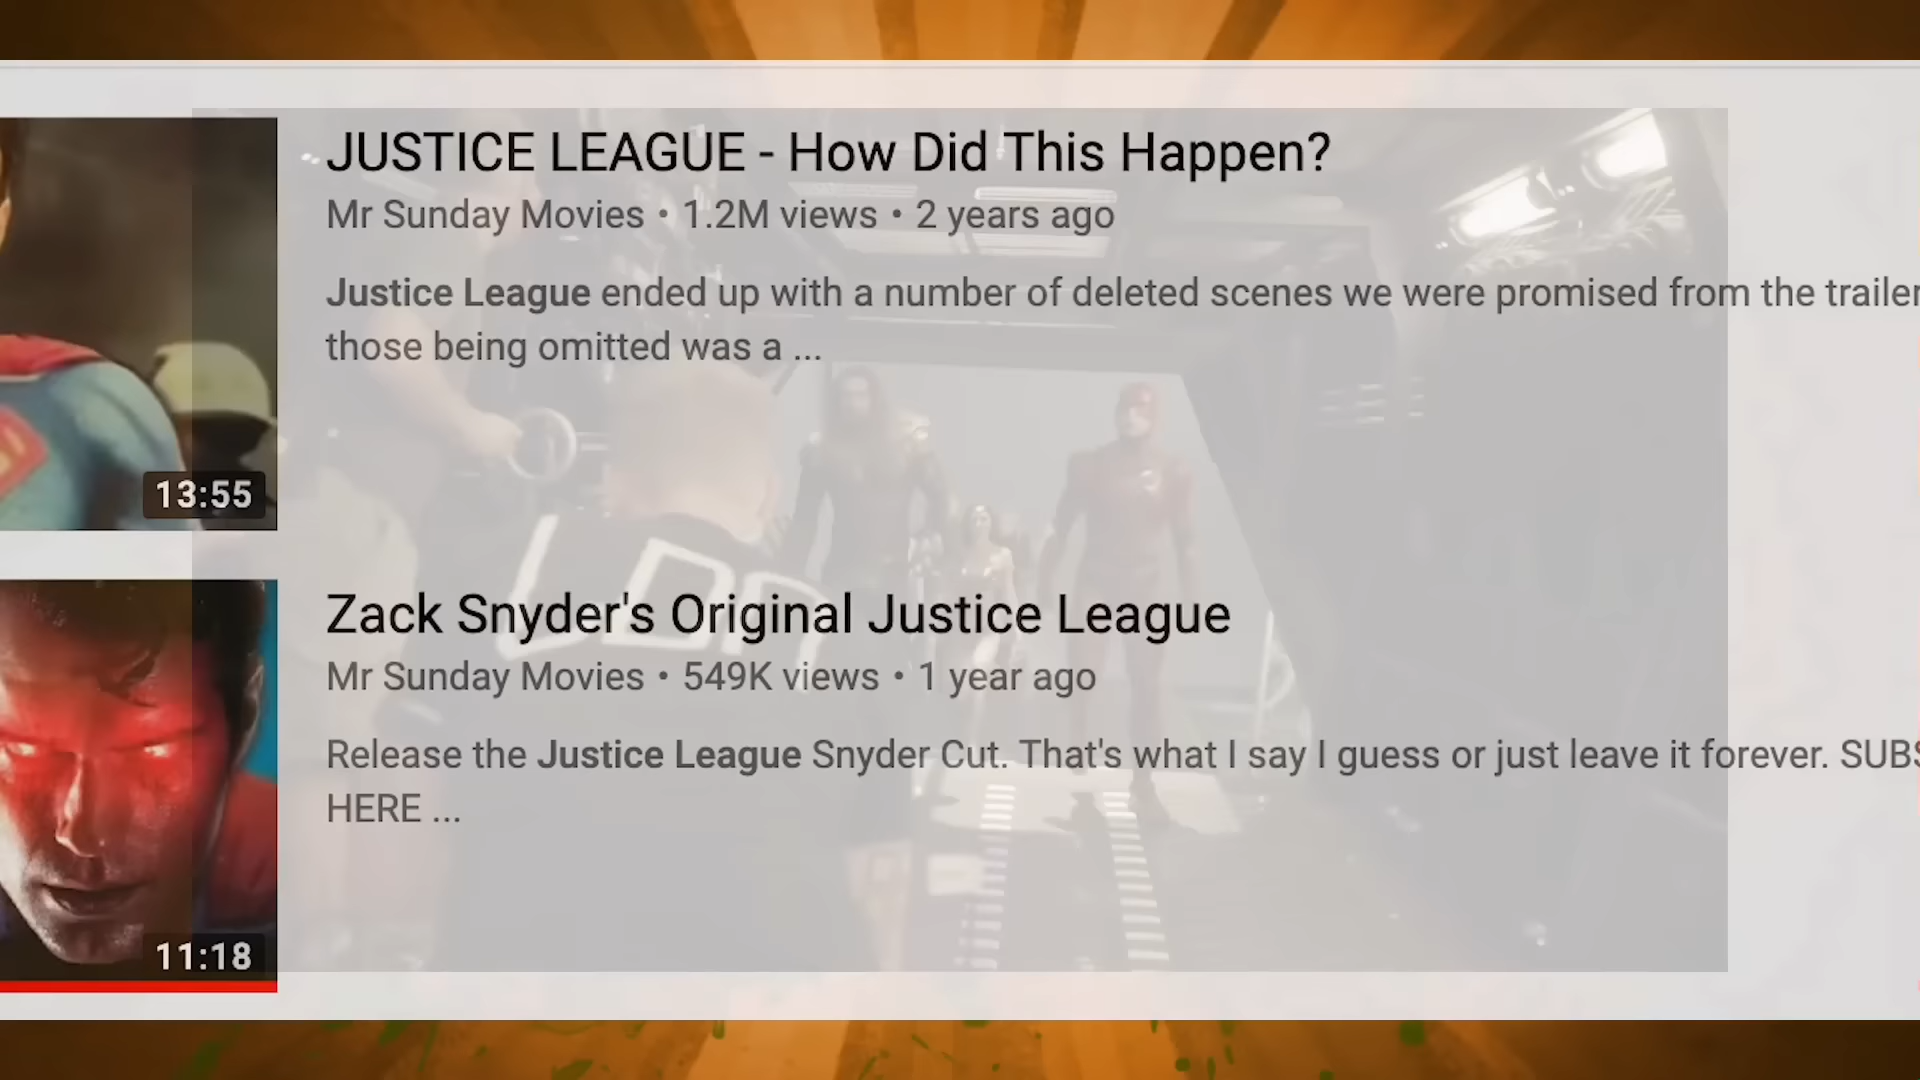 JUSTICE LEAGUE - How Did This Happen?
Mr Sunday Movies • 1.2M views • 2 years ago
Justice League ended up with a number of deleted scenes we were promised from the trailer
those being omitted was a ...
13:55
Zack Snyder's Original Justice League
Mr Sunday Movies • 549K views • 1 year ago
Release the Justice League Snyder Cut. That's what I say I guess or just leave it forever. SUBS
HERE ...
11:18
LDN